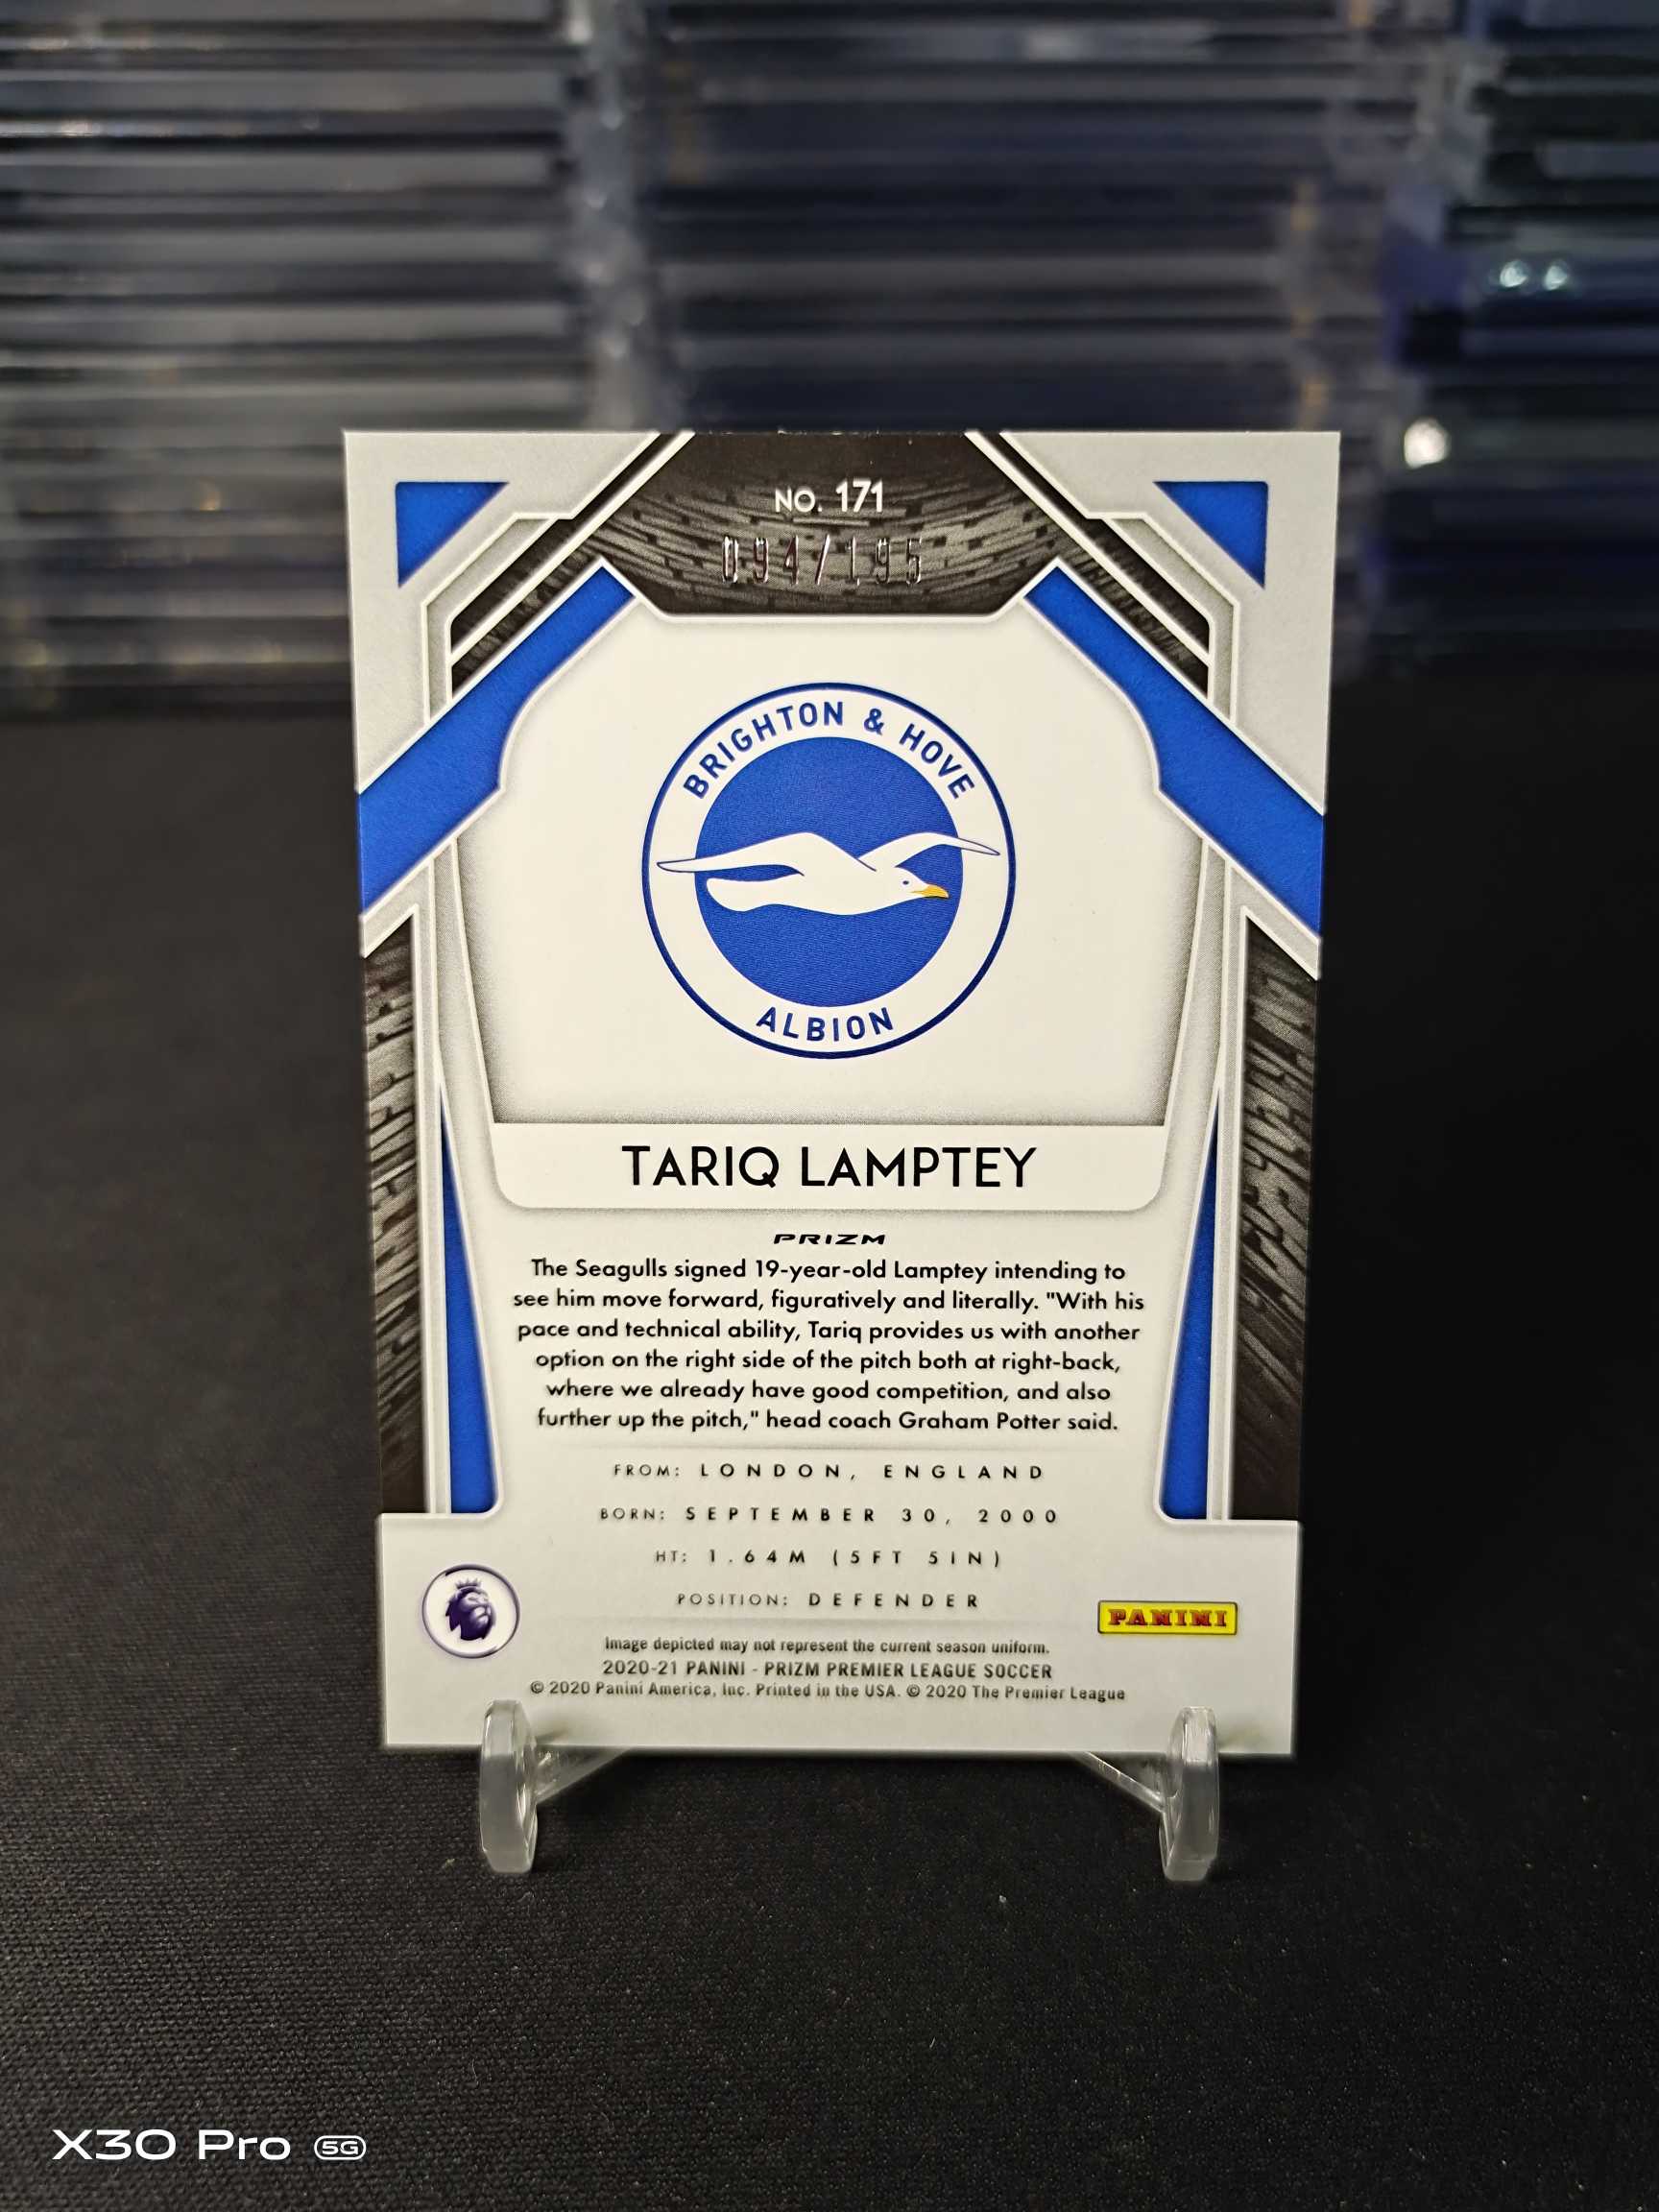 NO. 171
094/195
BRIGHTON & HOVE
ALBION
TARIQ LAMPTEY
PRIZM
The Seagulls signed 19-year-old Lamptey intending to
see him move forward, figuratively and literally. "With his
pace and technical ability, Tariq provides us with another
option on the right side of the pitch both at right-back,
where we already have good competition, and also
further up the pitch," head coach Graham Potter said.
FROM: LONDON, ENGLAND
BORN: SEPTEMBER 30, 2000
HT: 1.64M (5FT 5IN)
POSITION: DEFENDER
PANINI
Image depicted may not represent the current season uniform.
2020-21 PANINI - PRIZM PREMIER LEAGUE SOCCER
© 2020 Panini America, Inc. Printed in the USA. © 2020 The Premier League
X30 Pro 5G